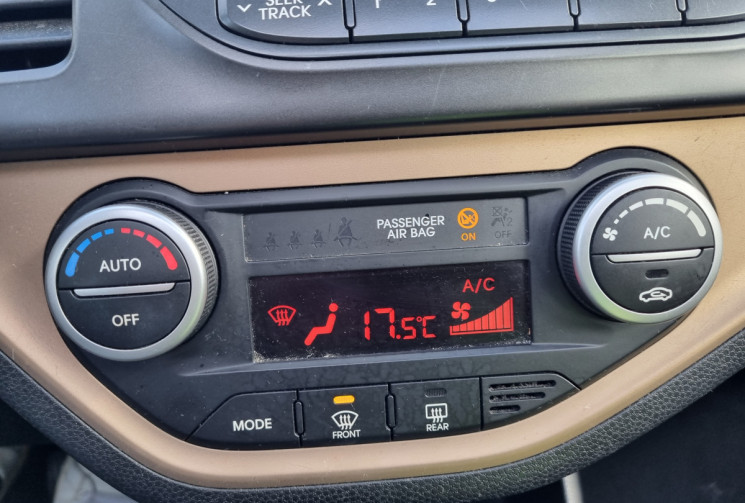 SEEK
TRACK
1
2
PASSENGER
AIR BAG
ON
OFF
A/C
AUTO
OFF
A/C
17.5°C
MODE
FRONT
REAR